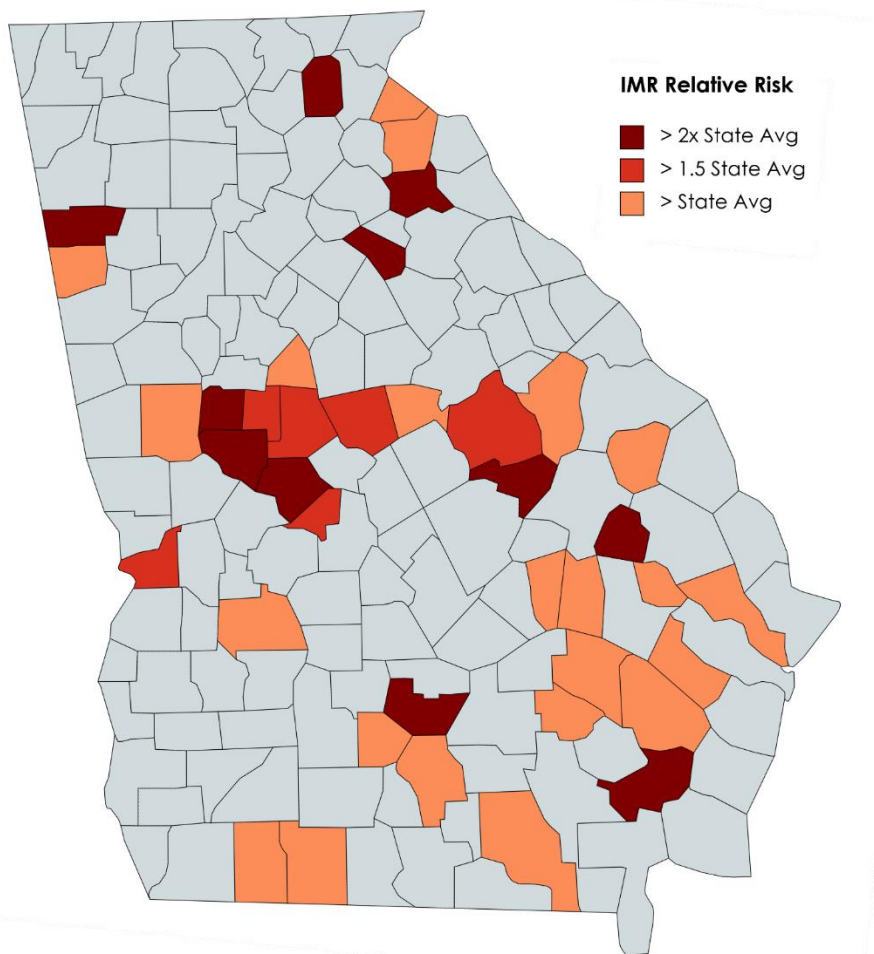 IMR Relative Risk
> 2x State Avg
> 1.5 State Avg
> State Avg